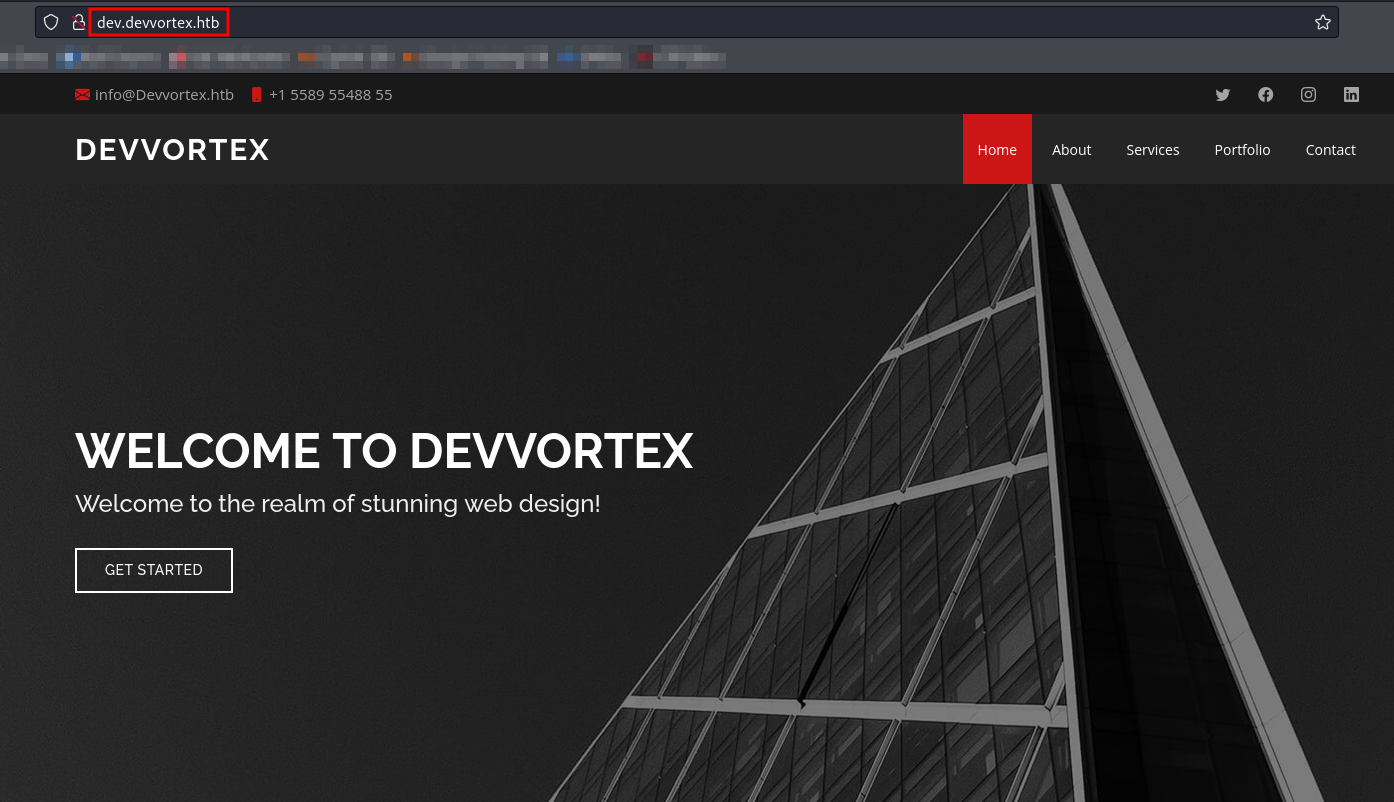 dev.devvortex.htb
info@Devvortex.htb +1 5589 55488 55
DEVVORTEX
Home About Services Portfolio Contact
WELCOME TO DEVVORTEX
Welcome to the realm of stunning web design!
GET STARTED